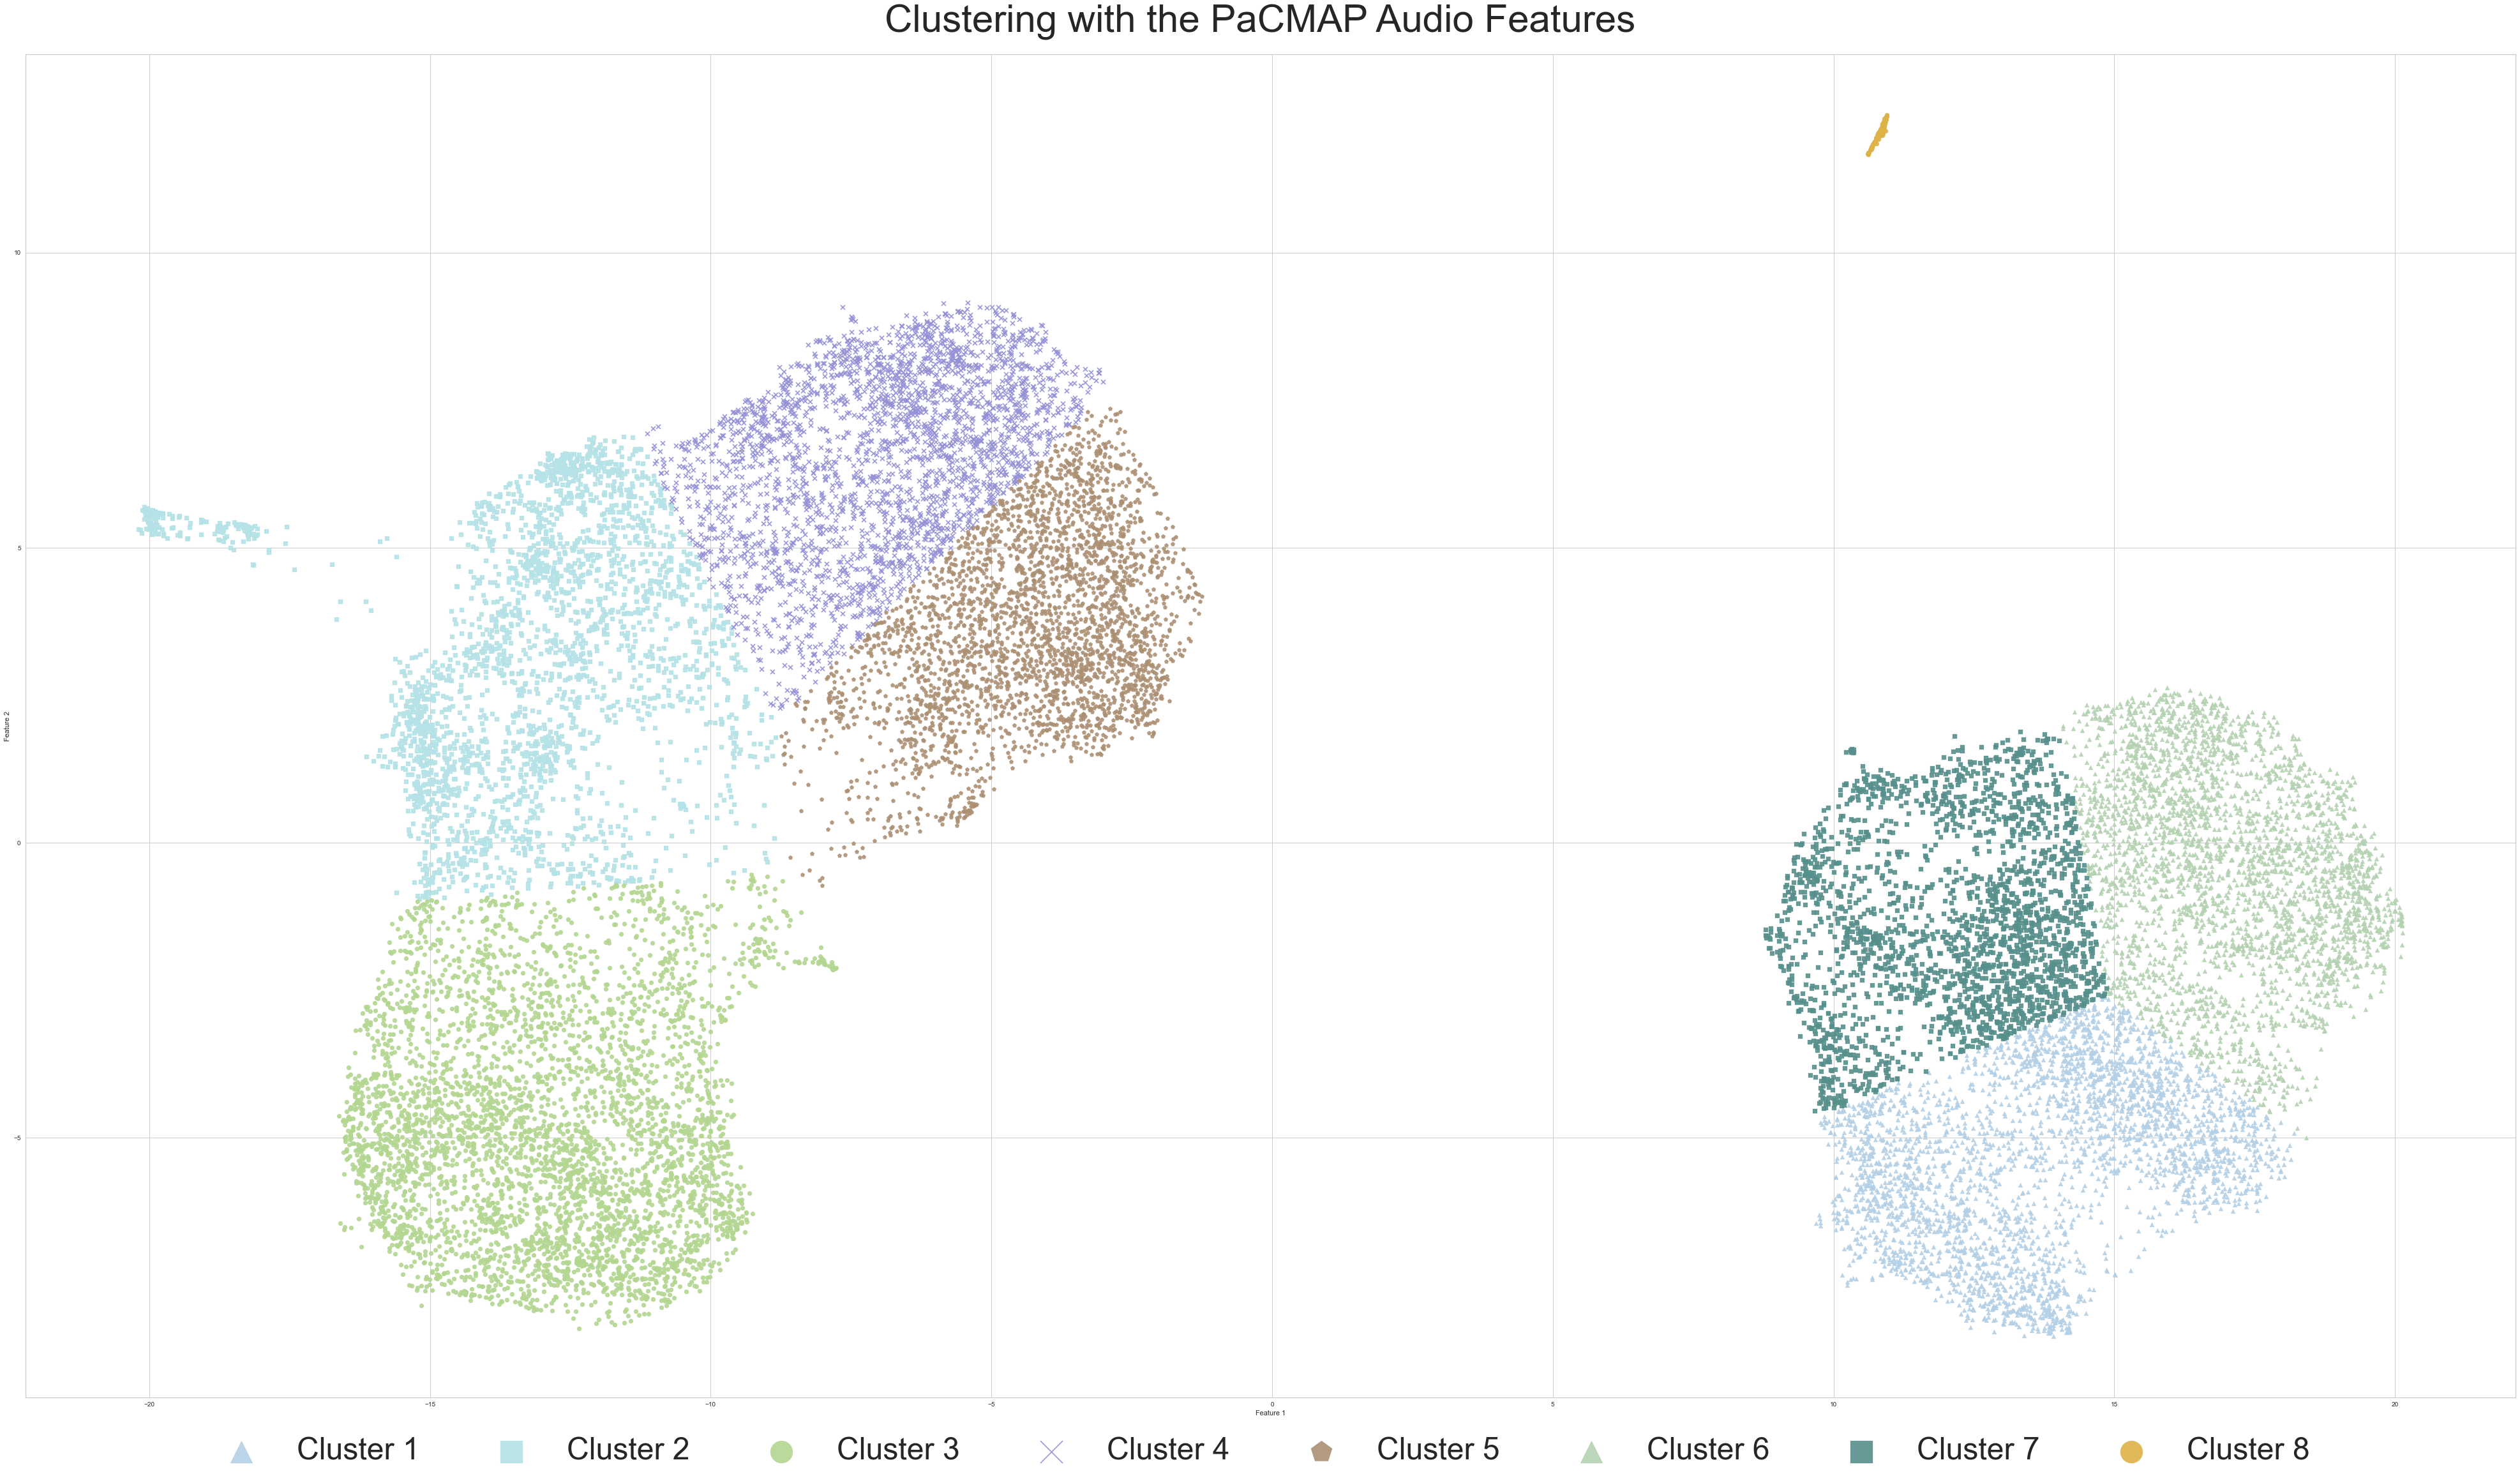 Clustering with the PaCMAP Audio Features
10
5
0
−5
Feature 2
−20 −15 −10 −5 0 5 10 15 20
Feature 1
Cluster 1 Cluster 2 Cluster 3 Cluster 4 Cluster 5 Cluster 6 Cluster 7 Cluster 8